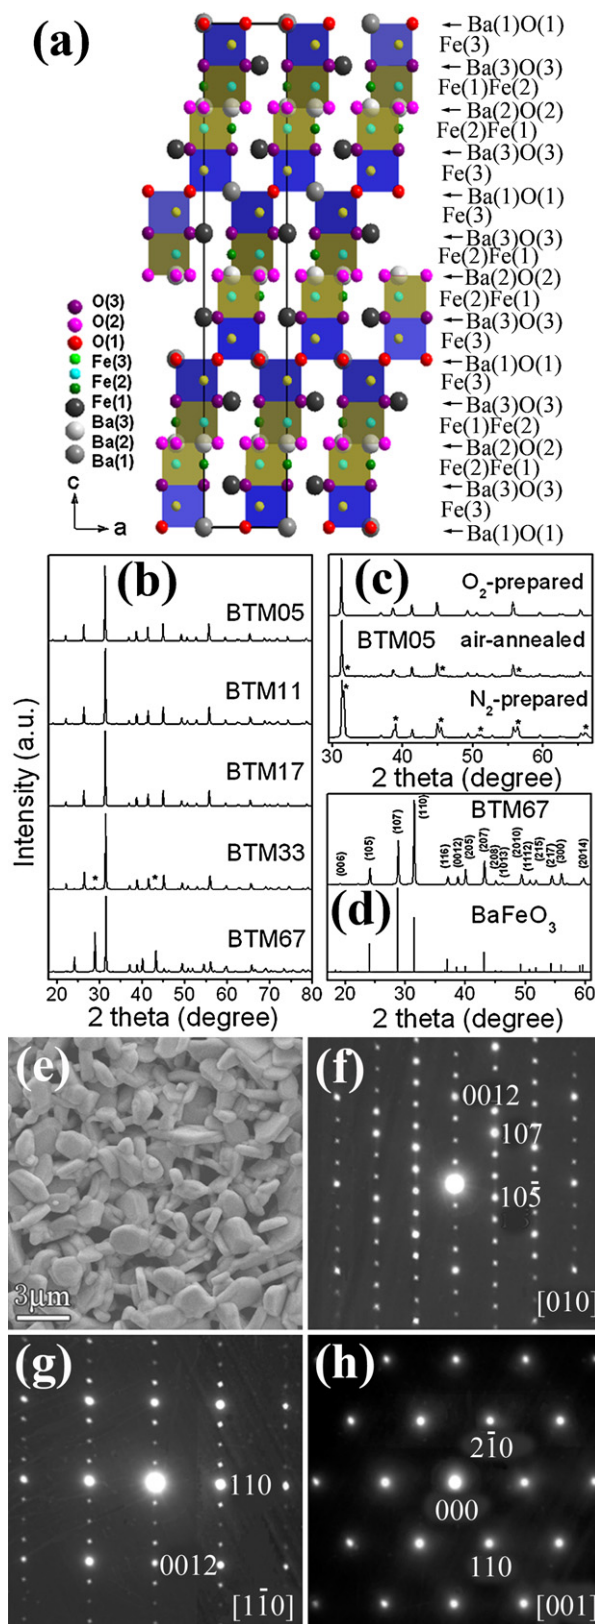 (a)
Ba(1)O(1)
Fe(3)
Ba(3)O(3)
Fe(1)Fe(2)
Ba(2)O(2)
Fe(2)Fe(1)
Ba(3)O(3)
Fe(3)
Ba(1)O(1)
Fe(3)
Ba(3)O(3)
Fe(2)Fe(1)
Ba(2)O(2)
Fe(2)Fe(1)
Ba(3)O(3)
Fe(3)
Ba(1)O(1)
Fe(3)
Ba(3)O(3)
Fe(1)Fe(2)
Ba(2)O(2)
Fe(2)Fe(1)
Ba(3)O(3)
Fe(3)
Ba(1)O(1)
O(3)
O(2)
O(1)
Fe(3)
Fe(2)
Fe(1)
Ba(3)
Ba(2)
Ba(1)
c
a
(b)
BTM05
BTM11
BTM17
BTM33
* *
BTM67
Intensity (a.u.)
20 30 40 50 60 70 80
2 theta (degree)
(c)
O2-prepared
BTM05 air-annealed
* * *
N2-prepared
* * * * * *
30 40 50 60
2 theta (degree)
BTM67
(006) (105) (107) (110) (116) (0012) (205) (207) (208) (1013) (2010) (1112) (215) (217) (300) (2014)
(d)
BaFeO3
20 30 40 50 60
2 theta (degree)
(e)
3μm
(f)
0012
107
105̄
[010]
(g)
110
0012
[11̄0]
(h)
21̄0
000
110
[001]